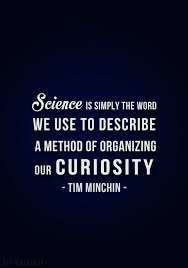 Science IS SIMPLY THE WORD
WE USE TO DESCRIBE
A METHOD OF ORGANIZING
OUR CURIOSITY
- TIM MINCHIN -